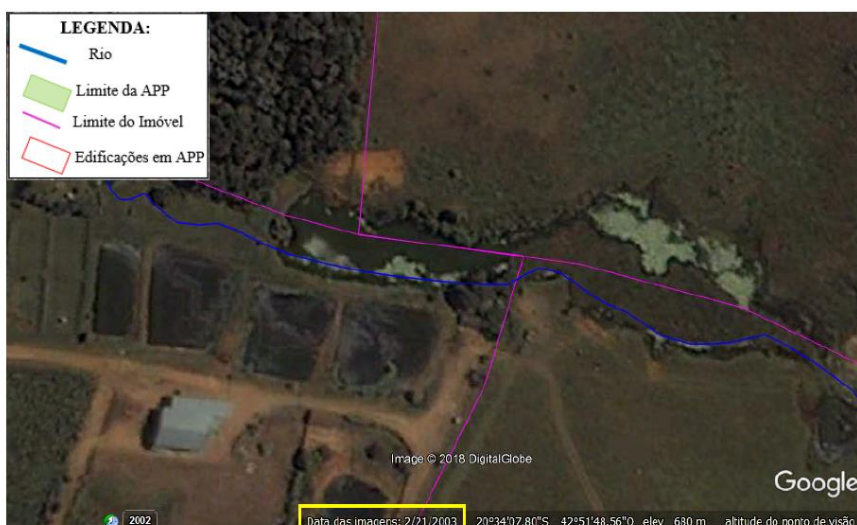 LEGENDA:
Rio
Limite da APP
Limite do Imóvel
Edificações em APP
Image © 2018 DigitalGlobe
Google
2002
Data das imagens: 2/21/2003 20°34'07.80"S 42°51'48.56"O elev 680 m altitude do ponto de visão